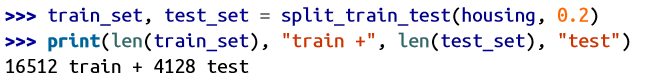 >>> train_set, test_set = split_train_test(housing, 0.2)
>>> print(len(train_set), "train +", len(test_set), "test")
16512 train + 4128 test